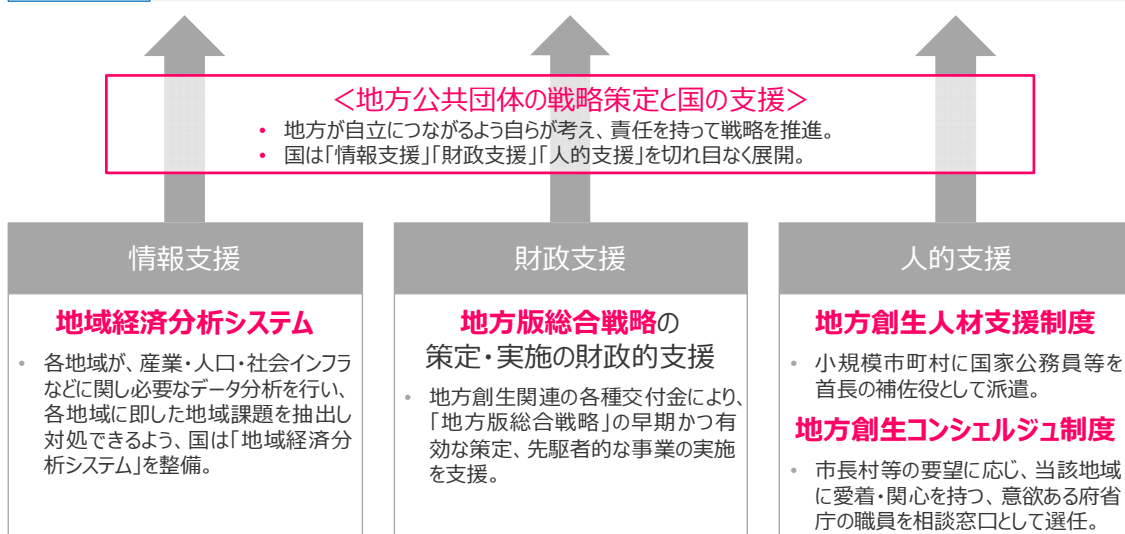 <地方公共団体の戦略策定と国の支援>
• 地方が自立につながるよう自らが考え、責任を持って戦略を推進。
• 国は「情報支援」「財政支援」「人的支援」を切れ目なく展開。
情報支援
地域経済分析システム
• 各地域が、産業・人口・社会インフラ
などに関し必要なデータ分析を行い、
各地域に即した地域課題を抽出し
対処できるよう、国は「地域経済分
析システム」を整備。
財政支援
地方版総合戦略の
策定・実施の財政的支援
• 地方創生関連の各種交付金により、
「地方版総合戦略」の早期かつ有
効な策定、先駆者的な事業の実施
を支援。
人的支援
地方創生人材支援制度
• 小規模市町村に国家公務員等を
首長の補佐役として派遣。
地方創生コンシェルジュ制度
• 市長村等の要望に応じ、当該地域
に愛着・関心を持つ、意欲ある府省
庁の職員を相談窓口として選任。